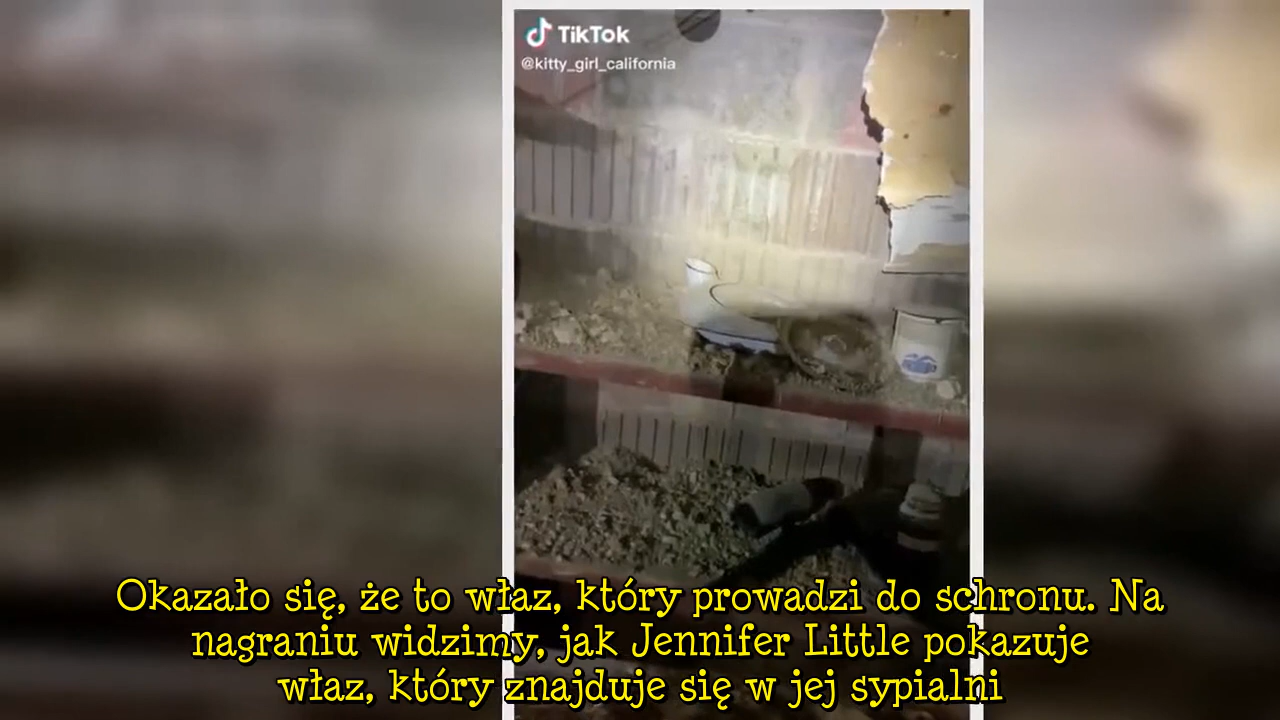 TikTok
@kitty_girl_california
Okazało się, że to właz, który prowadzi do schronu. Na
nagraniu widzimy, jak Jennifer Little pokazuje
właz, który znajduje się w jej sypialni